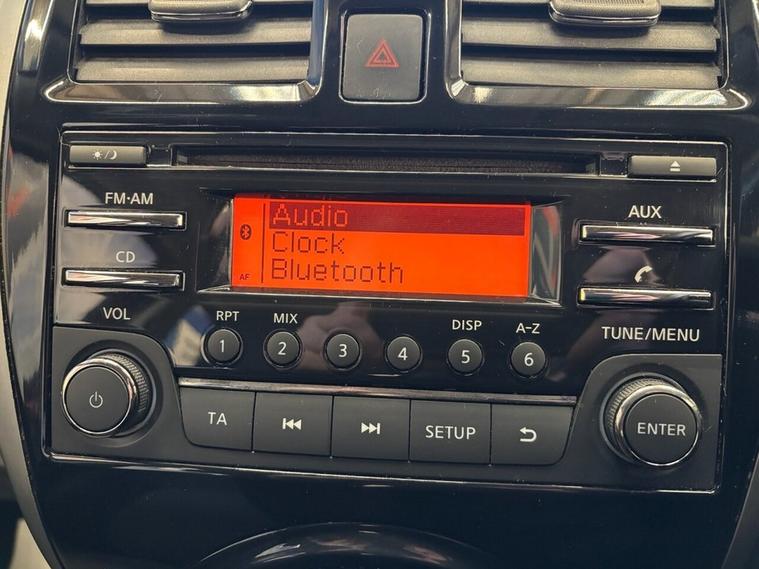 FM·AM
CD
VOL
AF
Audio
Clock
Bluetooth
AUX
TUNE/MENU
RPT
MIX
DISP
A-Z
1
2
3
4
5
6
TA
SETUP
ENTER